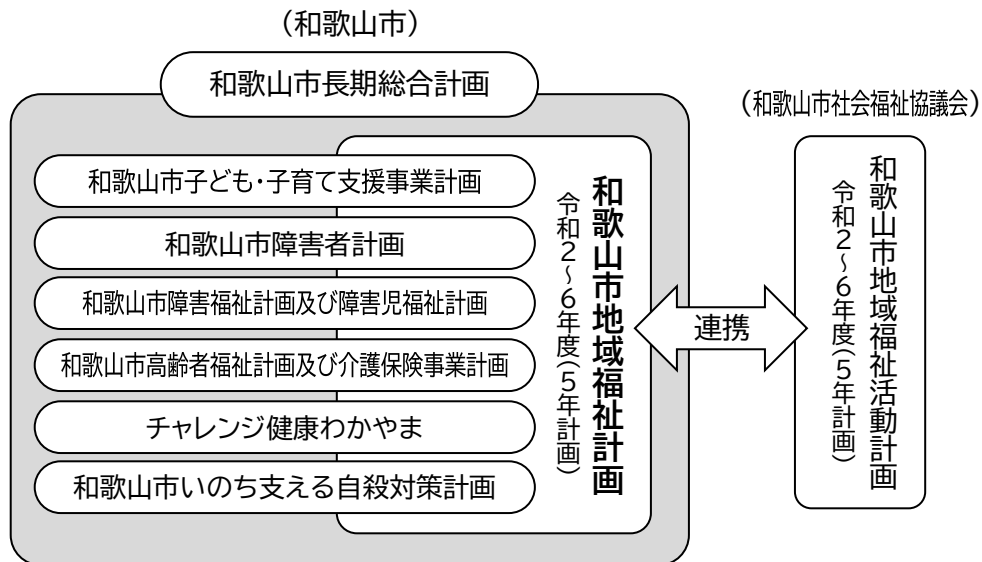 (和歌山市)
和歌山市長期総合計画
和歌山市子ども・子育て支援事業計画
和歌山市障害者計画
和歌山市障害福祉計画及び障害児福祉計画
和歌山市高齢者福祉計画及び介護保険事業計画
チャレンジ健康わかやま
和歌山市いのち支える自殺対策計画
和歌山市地域福祉計画
令和2~6年度(5年計画)
連携
(和歌山市社会福祉協議会)
和歌山市地域福祉活動計画
令和2~6年度(5年計画)